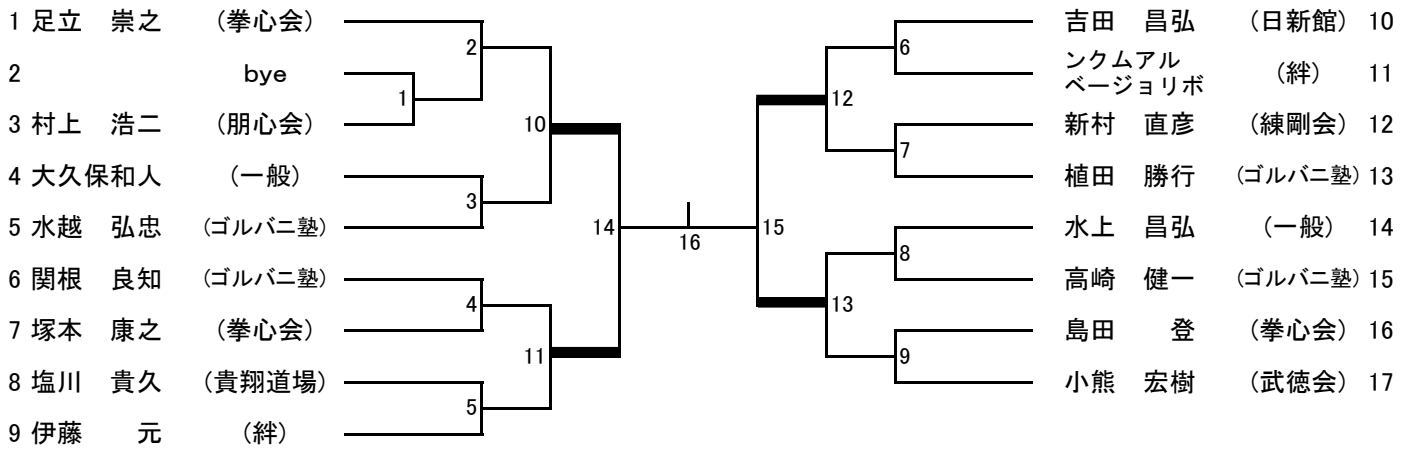 1 足立 崇之 (拳心会)
2 bye
3 村上 浩二 (朋心会)
4 大久保和人 (一般)
5 水越 弘忠 (ゴルバニ塾)
6 関根 良知 (ゴルバニ塾)
7 塚本 康之 (拳心会)
8 塩川 貴久 (貴翔道場)
9 伊藤 元 (絆)
1
2
3
4
5
10
11
14
16
15
12
13
6
7
8
9
吉田 昌弘 (日新館) 10
ンクムアル
ベージョリボ (絆) 11
新村 直彦 (練剛会) 12
植田 勝行 (ゴルバニ塾) 13
水上 昌弘 (一般) 14
高崎 健一 (ゴルバニ塾) 15
島田 登 (拳心会) 16
小熊 宏樹 (武徳会) 17